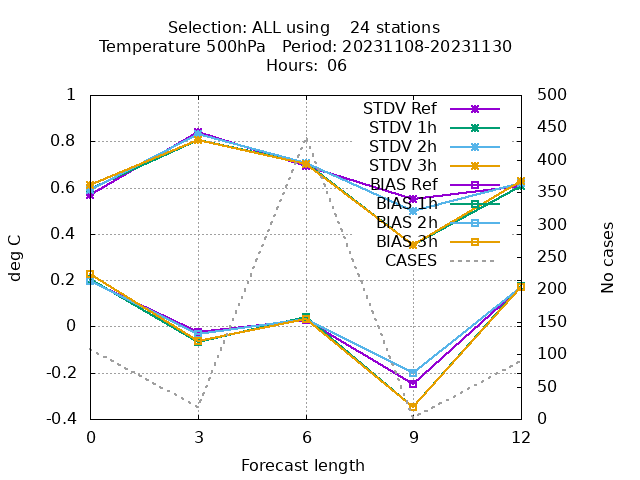 Selection: ALL using    24 stations
Temperature 500hPa   Period: 20231108-20231130
Hours: 06
1
0.8
0.6
0.4
0.2
0
-0.2
-0.4
deg C
500
450
400
350
300
250
200
150
100
50
0
No cases
STDV Ref
STDV 1h
STDV 2h
STDV 3h
BIAS Ref
BIAS 1h
BIAS 2h
BIAS 3h
CASES
0 3 6 9 12
Forecast length